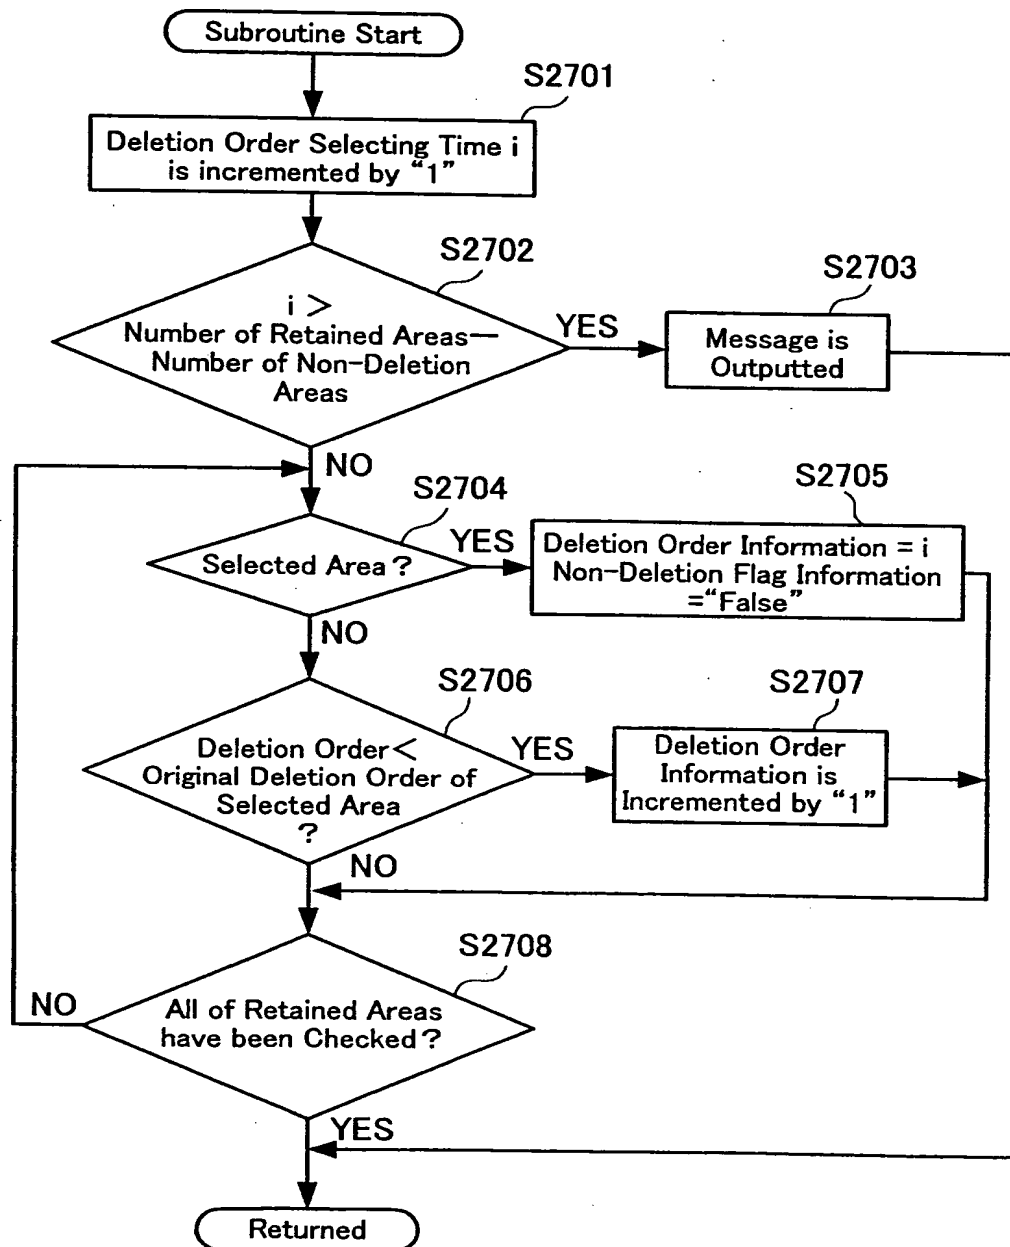 Subroutine Start
S2701
Deletion Order Selecting Time i
is incremented by “1”
S2702
i >
Number of Retained Areas—
Number of Non-Deletion
Areas
YES
S2703
Message is
Outputted
NO
S2704
Selected Area?
YES
S2705
Deletion Order Information = i
Non-Deletion Flag Information
=“False”
NO
S2706
Deletion Order<
Original Deletion Order of
Selected Area
?
YES
S2707
Deletion Order
Information is
Incremented by “1”
NO
S2708
All of Retained Areas
have been Checked?
NO
YES
Returned